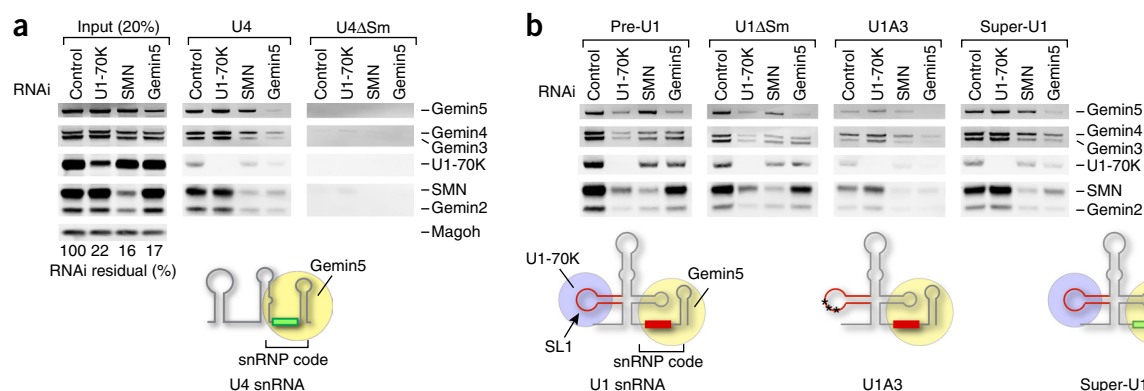 a
Input (20%) U4 U4ΔSm
RNAi Control U1-70K SMN Gemin5 Control U1-70K SMN Gemin5 Control U1-70K SMN Gemin5
Gemin5
Gemin4
Gemin3
U1-70K
SMN
Gemin2
Magoh
100 22 16 17
RNAi residual (%)
Gemin5
snRNP code
U4 snRNA
b
Pre-U1 U1ΔSm U1A3 Super-U1
RNAi Control U1-70K SMN Gemin5 Control U1-70K SMN Gemin5 Control U1-70K SMN Gemin5 Control U1-70K SMN Gemin5
Gemin5
Gemin4
Gemin3
U1-70K
SMN
Gemin2
U1-70K
Gemin5
SL1
snRNP code
U1 snRNA U1A3 Super-U1